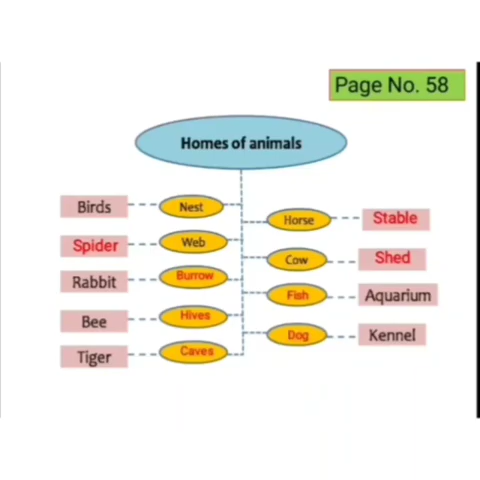 Page No. 58
Homes of animals
Birds Nest
Spider Web
Rabbit Burrow
Bee Hives
Tiger Caves
Horse Stable
Cow Shed
Fish Aquarium
Dog Kennel